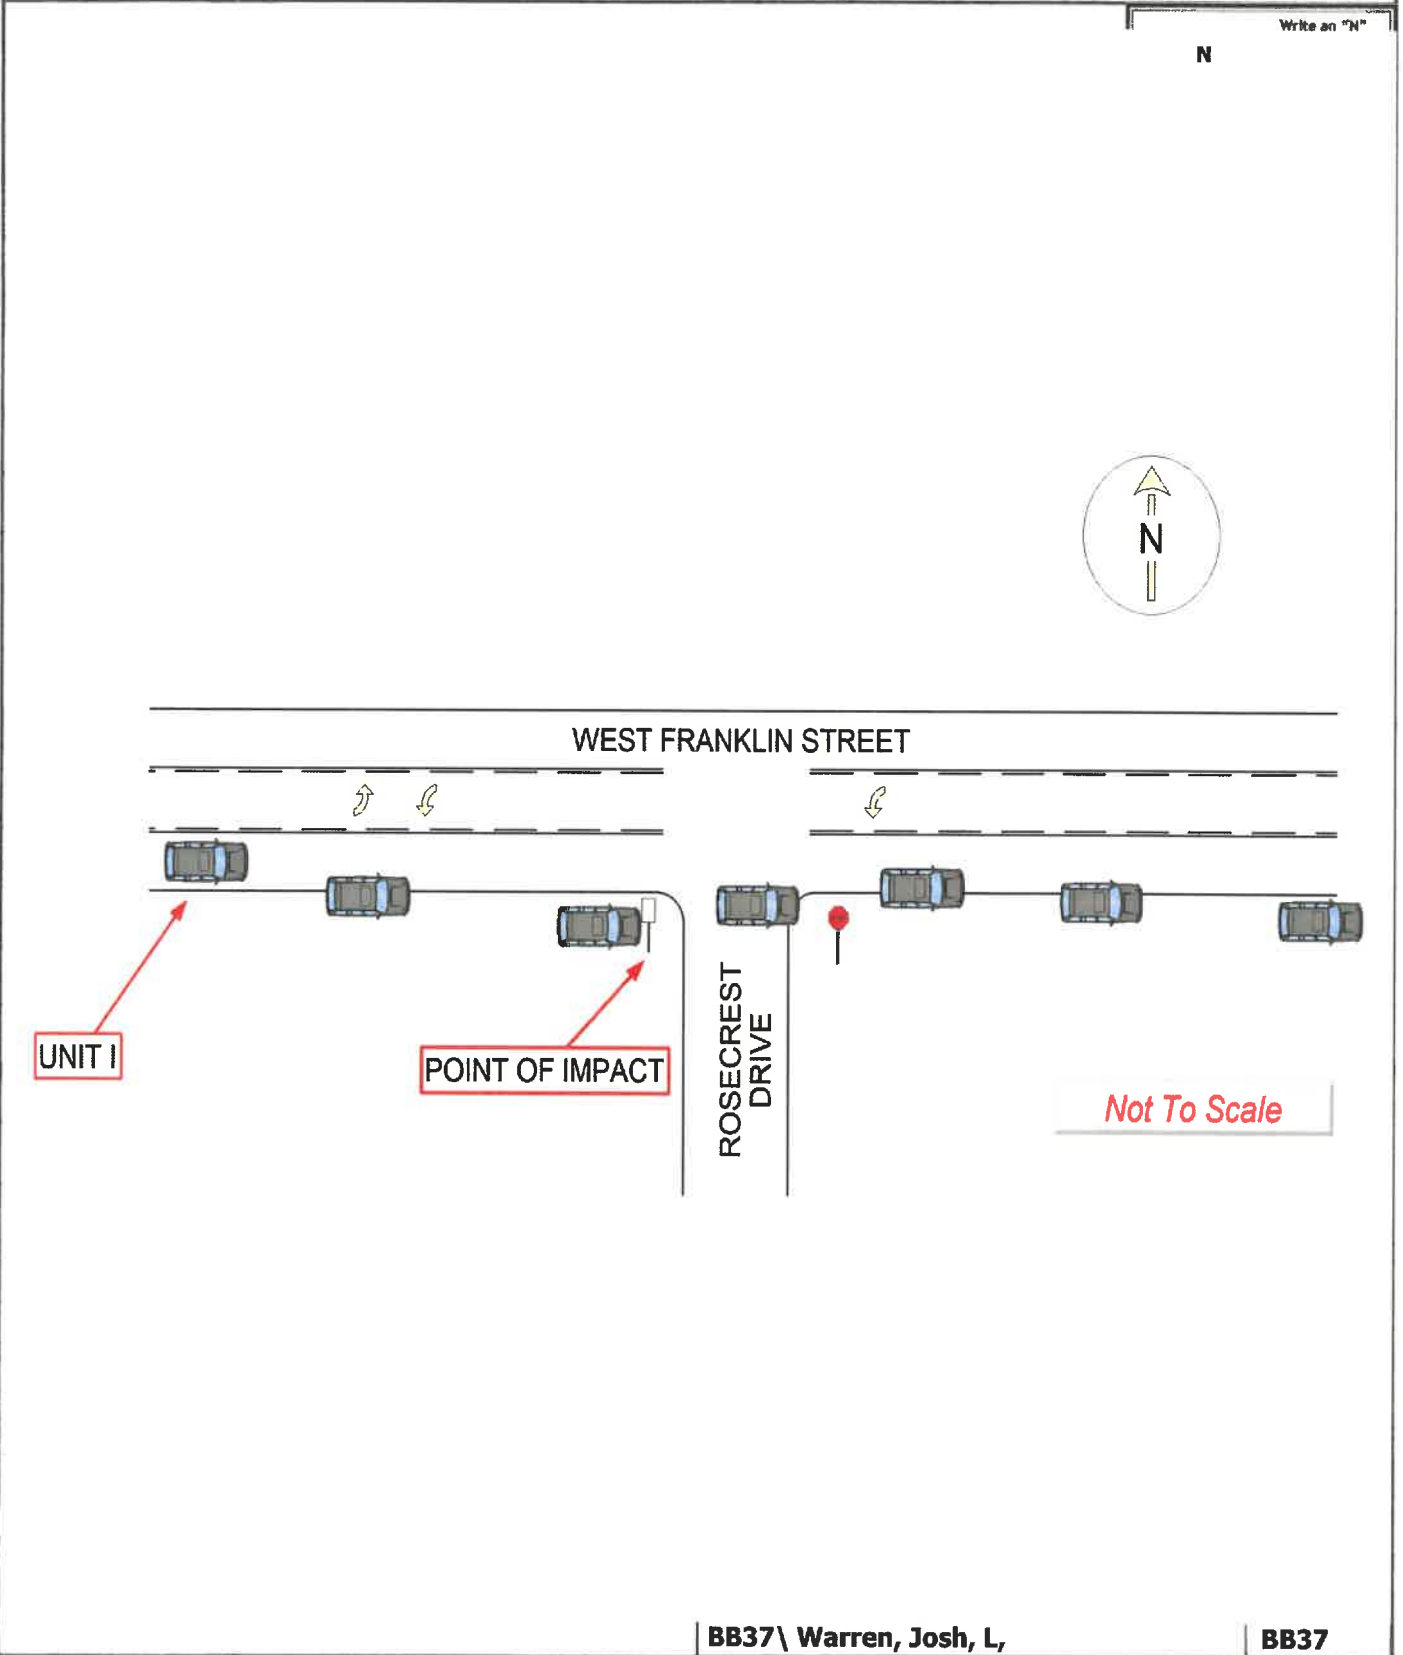 Write an "N"
N
N
WEST FRANKLIN STREET
UNIT I
POINT OF IMPACT
ROSECREST
DRIVE
Not To Scale
BB37\ Warren, Josh, L,
BB37